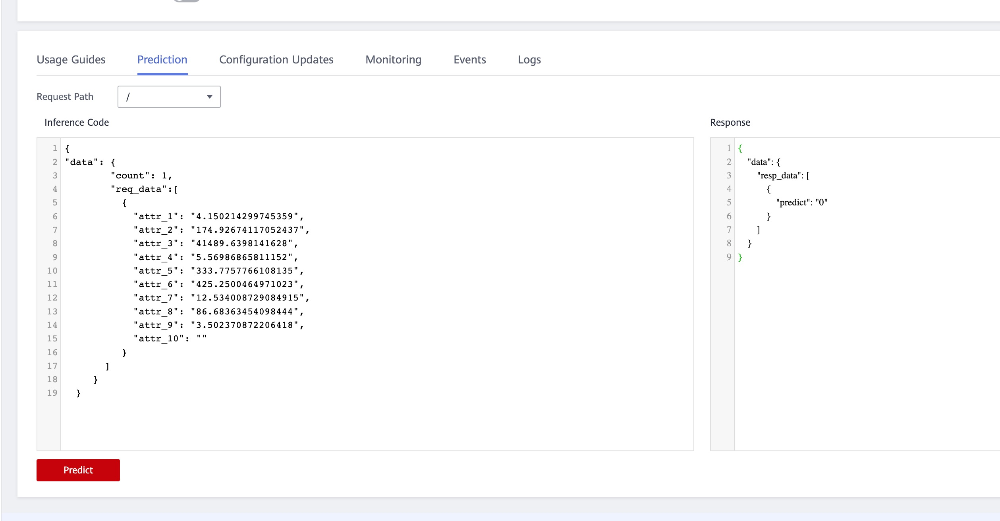 Usage Guides Prediction Configuration Updates Monitoring Events Logs
Request Path /
Inference Code
1 {
2 "data": {
3 "count": 1,
4 "req_data":[
5 {
6 "attr_1": "4.150214299745359",
7 "attr_2": "174.92674117052437",
8 "attr_3": "41489.6398141628",
9 "attr_4": "5.56986865811152",
10 "attr_5": "333.7757766108135",
11 "attr_6": "425.2500464971023",
12 "attr_7": "12.534008729084915",
13 "attr_8": "86.68363454098444",
14 "attr_9": "3.502370872206418",
15 "attr_10": ""
16 }
17 ]
18 }
19 }
Response
1 {
2 "data": {
3 "resp_data": [
4 {
5 "predict": "0"
6 }
7 ]
8 }
9 }
Predict